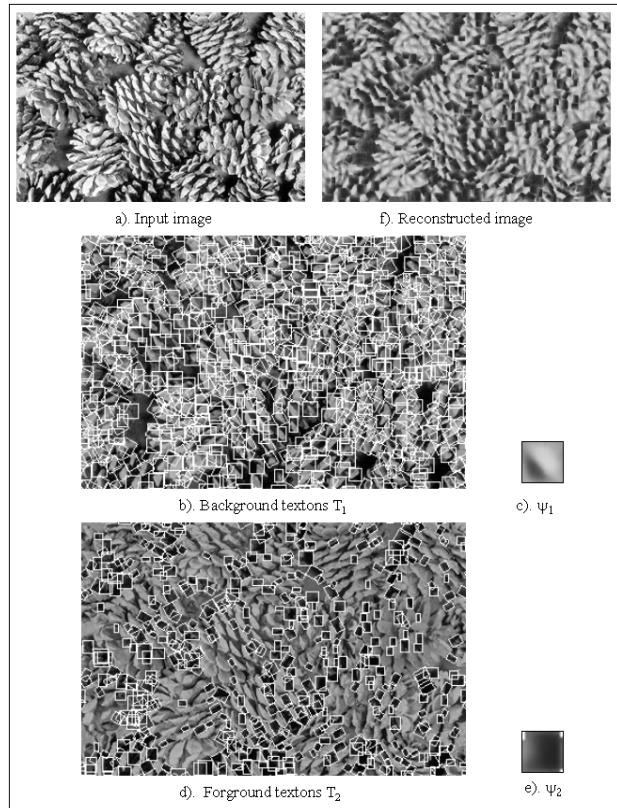 a). Input image
f). Reconstructed image
b). Background textons T₁
c). ψ₁
d). Forground textons T₂
e). ψ₂